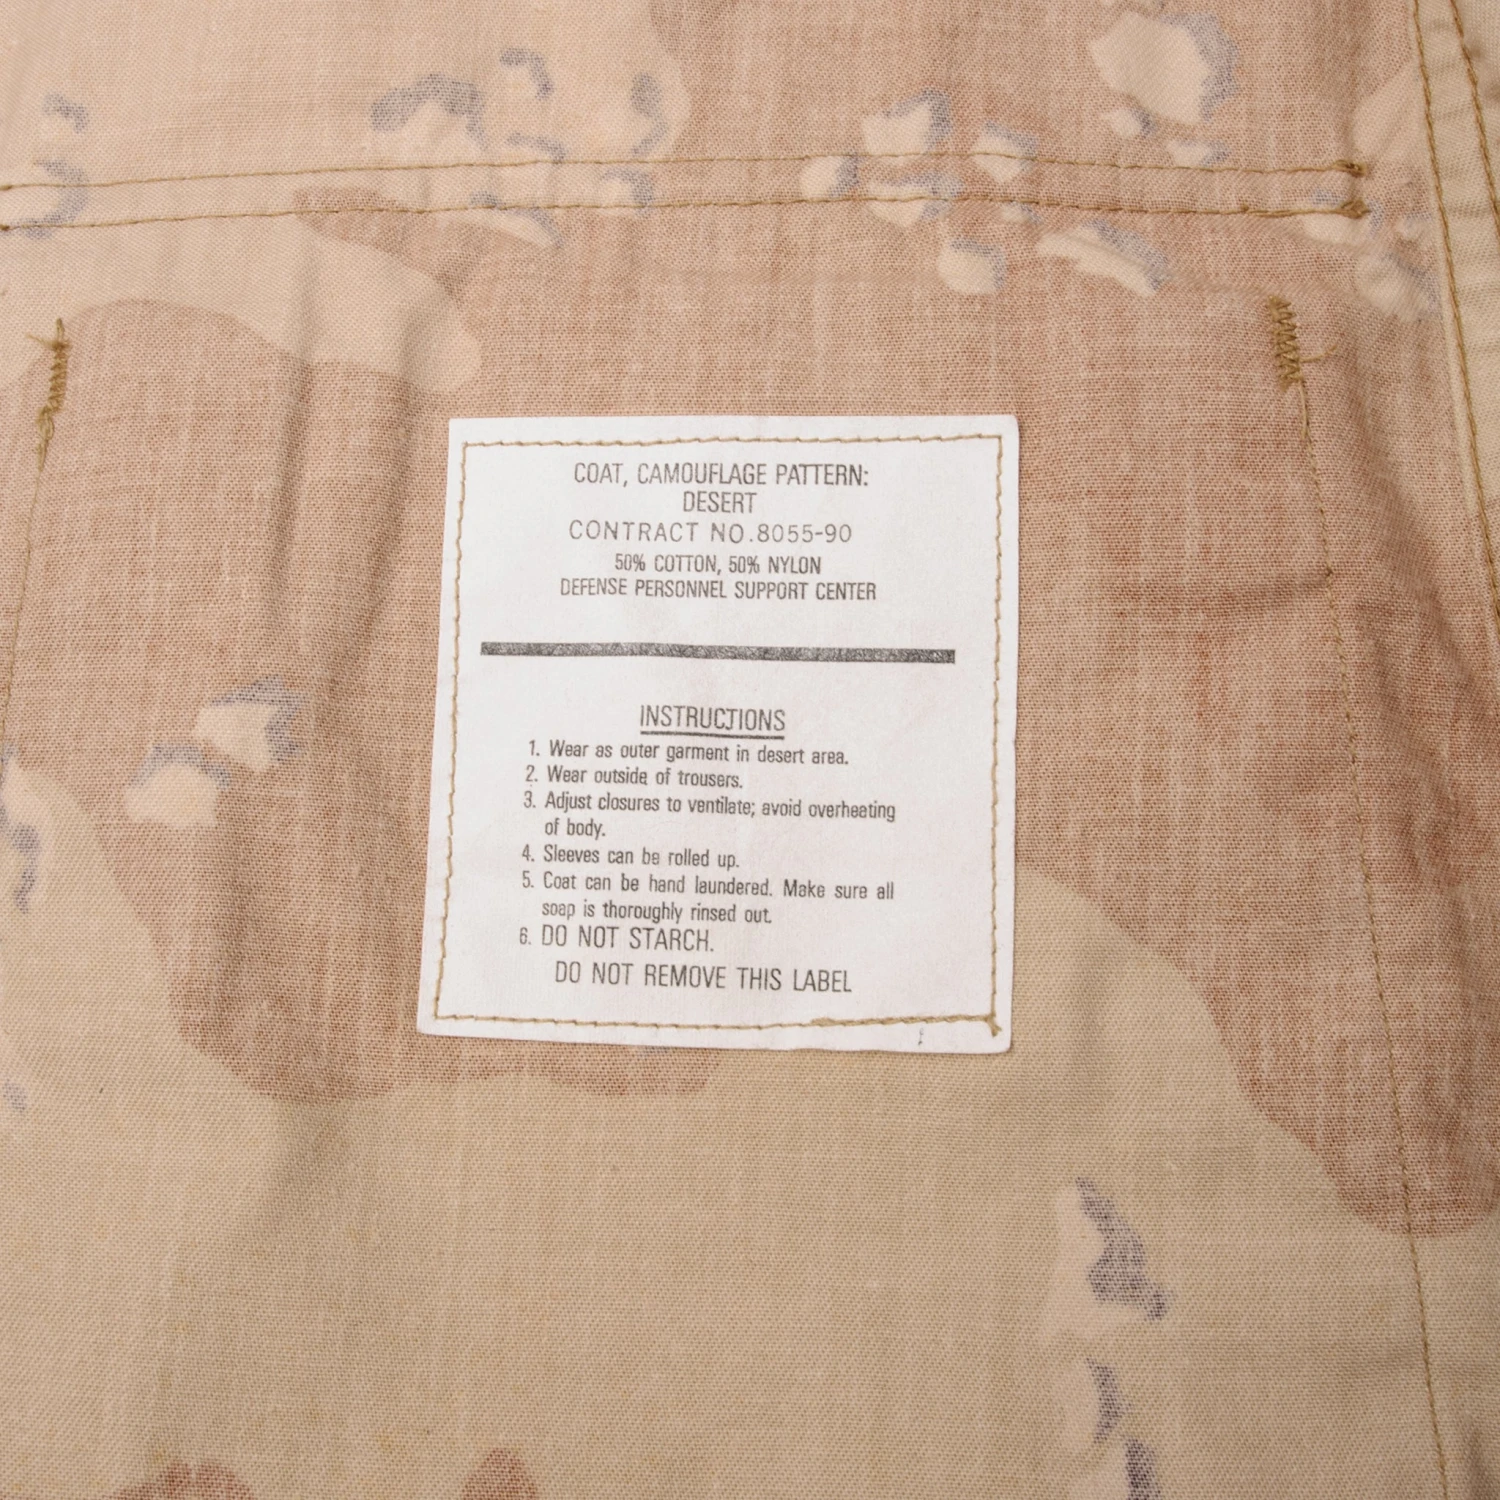 COAT, CAMOUFLAGE PATTERN:
DESERT
CONTRACT NO.8055-90
50% COTTON, 50% NYLON
DEFENSE PERSONNEL SUPPORT CENTER
INSTRUCTIONS
1. Wear as outer garment in desert area.
2. Wear outside of trousers.
3. Adjust closures to ventilate; avoid overheating
of body.
4. Sleeves can be rolled up.
5. Coat can be hand laundered. Make sure all
soap is thoroughly rinsed out.
6. DO NOT STARCH.
DO NOT REMOVE THIS LABEL